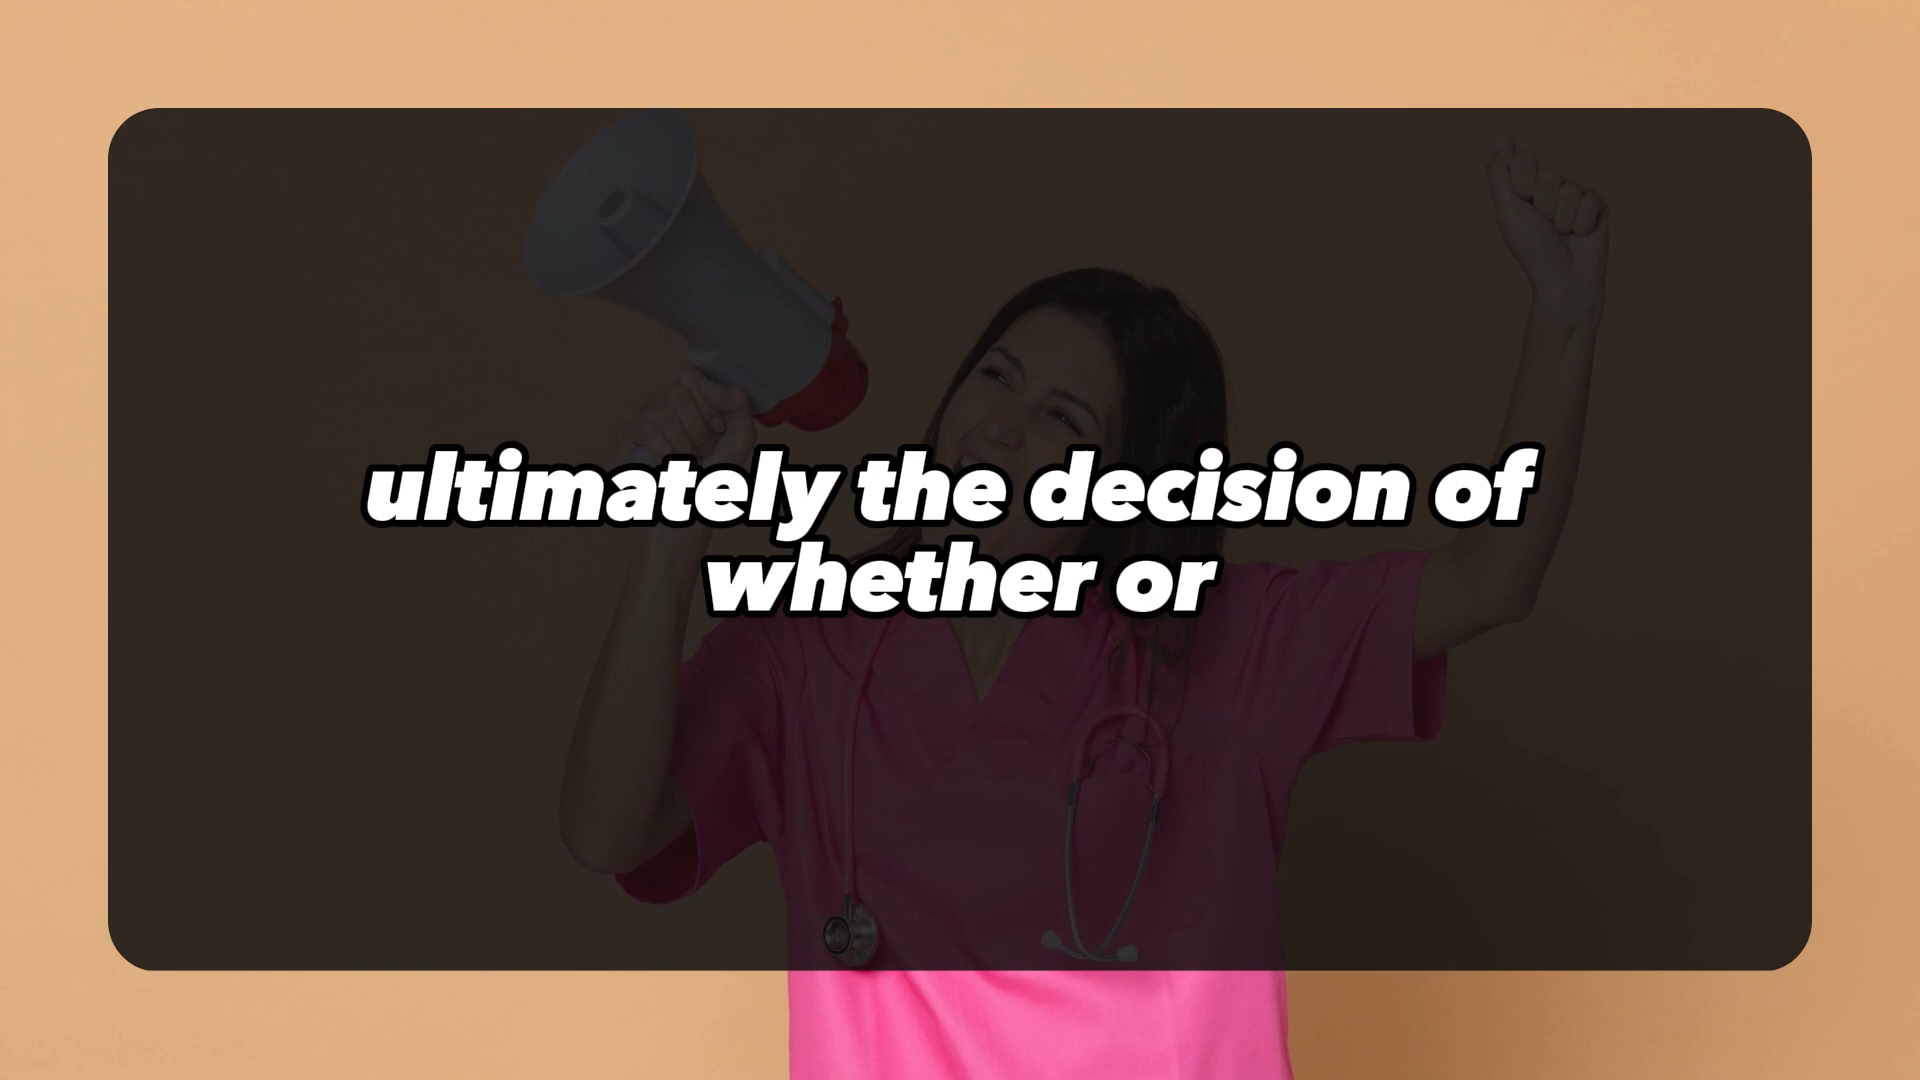 ultimately the decision of
whether or